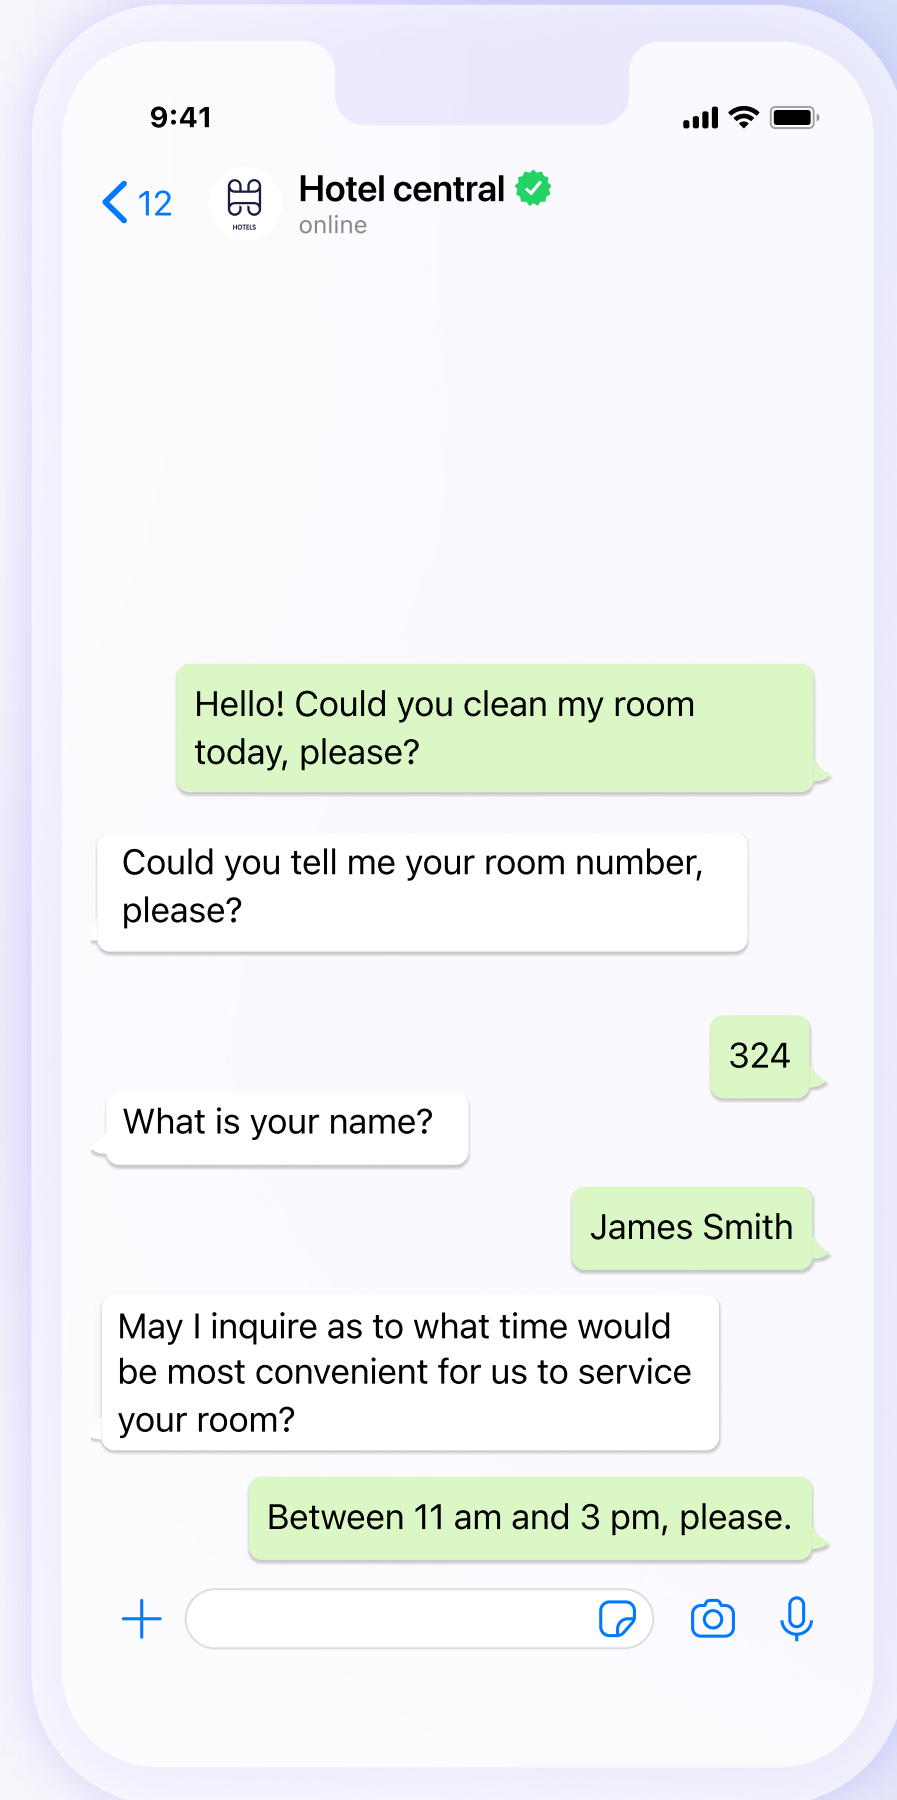 9:41
12
Hotel central
online
HOTELS
Hello! Could you clean my room
today, please?
Could you tell me your room number,
please?
324
What is your name?
James Smith
May I inquire as to what time would
be most convenient for us to service
your room?
Between 11 am and 3 pm, please.